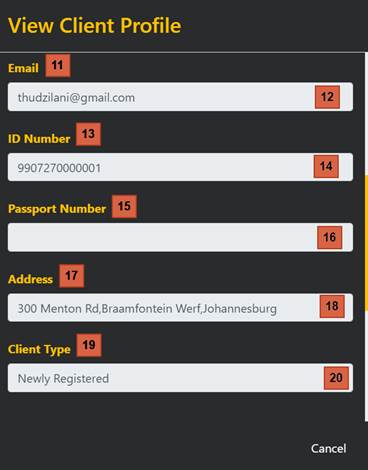 View Client Profile
Email 11
thudzilani@gmail.com 12
ID Number 13
9907270000001 14
Passport Number 15
16
Address 17
300 Menton Rd,Braamfontein Werf,Johannesburg 18
Client Type 19
Newly Registered 20
Cancel